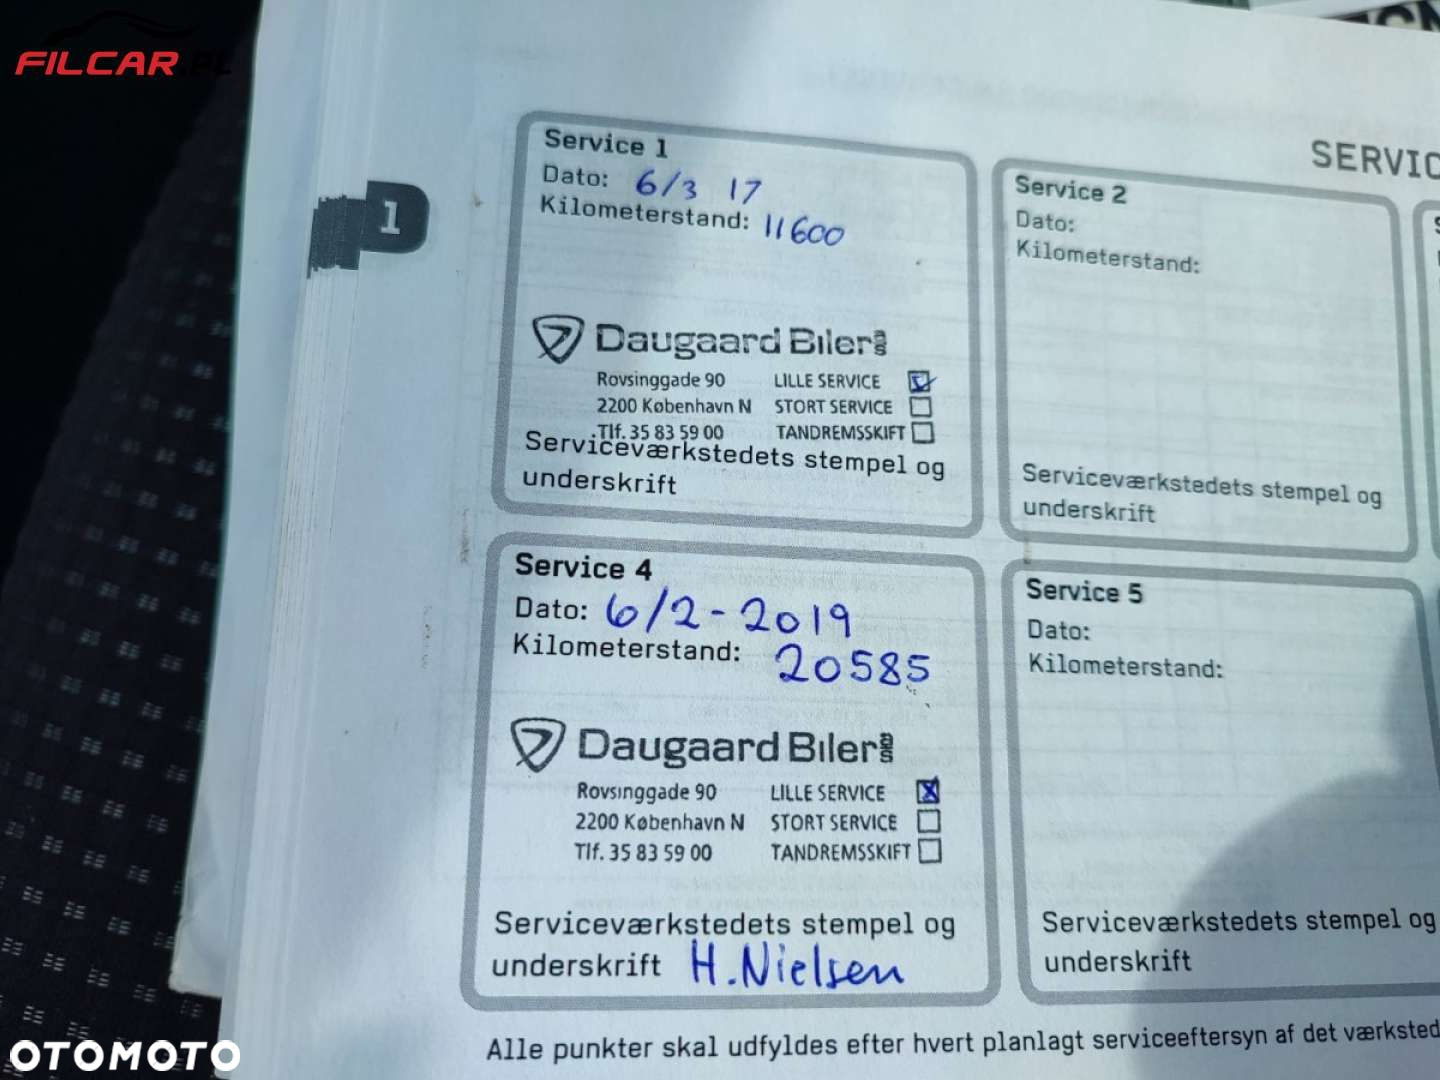 FILCAR.PL
SERVIC
1
Service 1
Dato: 6/3 17
Kilometerstand: 11600
Daugaard Biler as
Rovsinggade 90 LILLE SERVICE
2200 København N STORT SERVICE
Tlf. 35 83 59 00 TANDREMSSKIFT
Serviceværkstedets stempel og
underskrift
Service 2
Dato:
Kilometerstand:
Serviceværkstedets stempel og
underskrift
Service 4
Dato: 6/2-2019
Kilometerstand: 20585
Daugaard Biler as
Rovsinggade 90 LILLE SERVICE
2200 København N STORT SERVICE
Tlf. 35 83 59 00 TANDREMSSKIFT
Serviceværkstedets stempel og
underskrift H. Nielsen
Service 5
Dato:
Kilometerstand:
Serviceværkstedets stempel og
underskrift
Alle punkter skal udfyldes efter hvert planlagt serviceeftersyn af det værksted
OTOMOTO